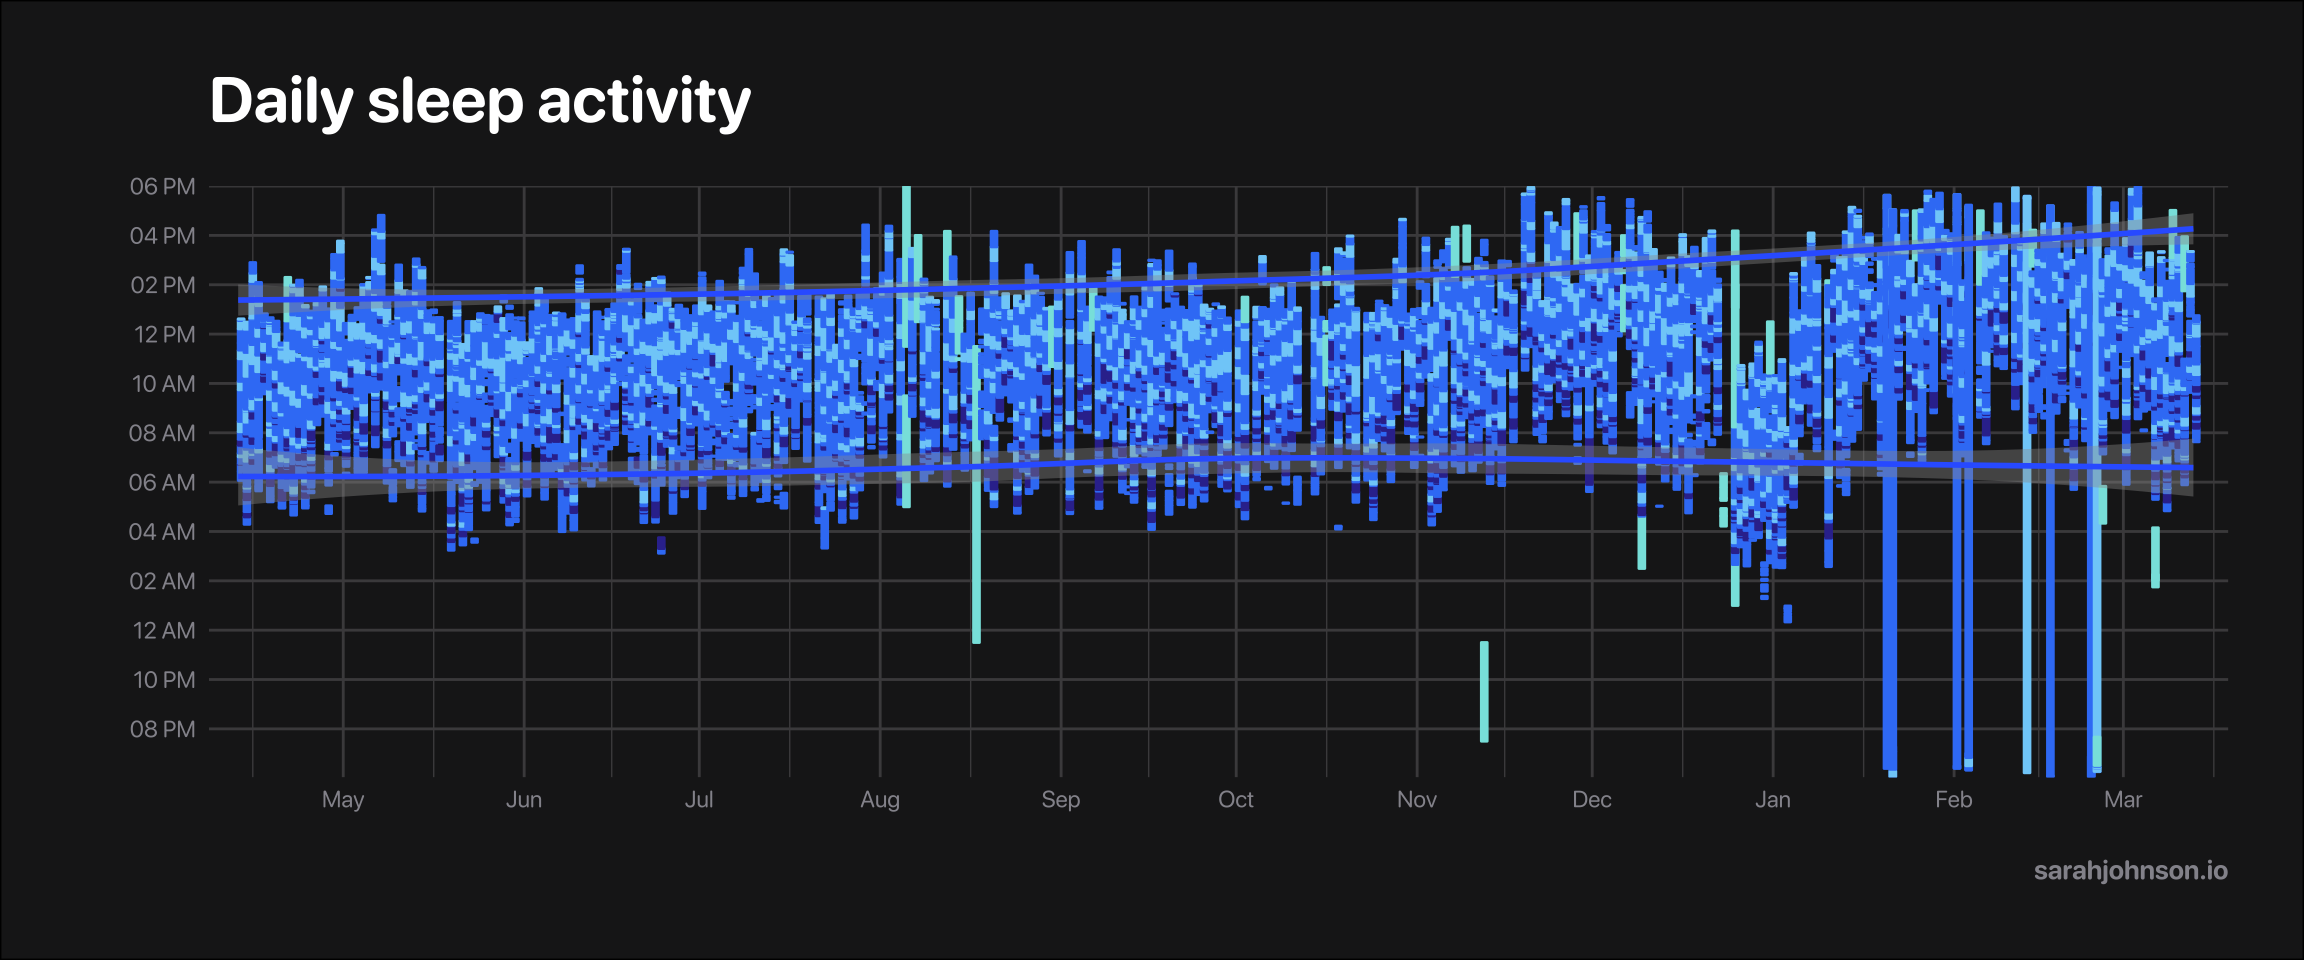 Daily sleep activity
06 PM
04 PM
02 PM
12 PM
10 AM
08 AM
06 AM
04 AM
02 AM
12 AM
10 PM
08 PM
May Jun Jul Aug Sep Oct Nov Dec Jan Feb Mar
sarahjohnson.io